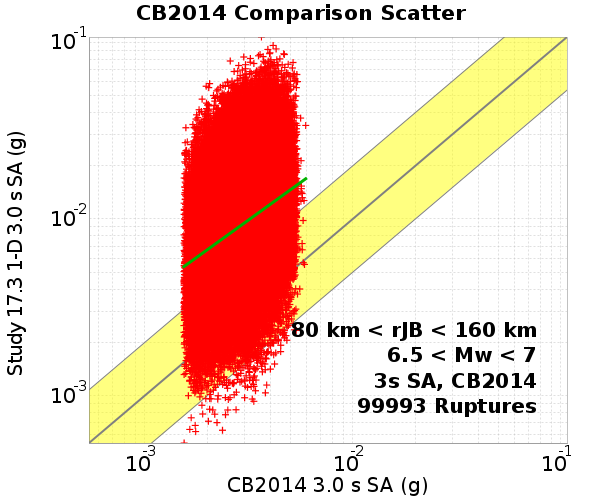 CB2014 Comparison Scatter
10-1
10-2
10-3
Study 17.3 1-D 3.0 s SA (g)
80 km < rJB < 160 km
6.5 < Mw < 7
3s SA, CB2014
99993 Ruptures
10-3 10-2 10-1
CB2014 3.0 s SA (g)